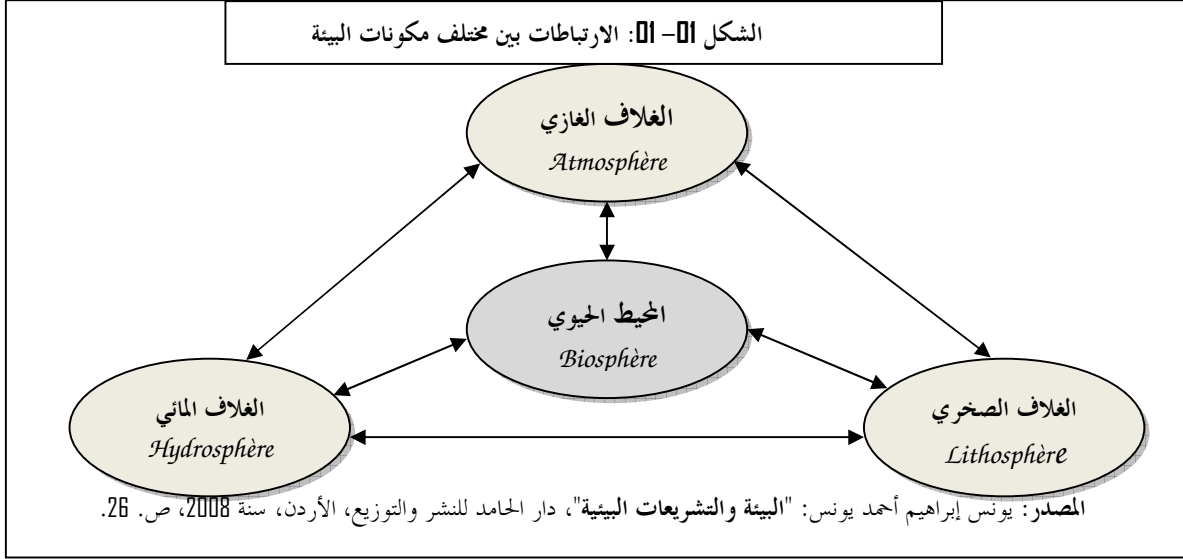 الشكل 01-01: الارتباطات بين مختلف مكونات البيئة
الغلاف الغازي
Atmosphère
المحيط الحيوي
Biosphère
الغلاف الصخري
Lithosphère
الغلاف المائي
Hydrosphère
المصدر: يونس إبراهيم أحمد يونس: "البيئة والتشريعات البيئية"، دار الحامد للنشر والتوزيع، الأردن، سنة 2008، ص. 26.